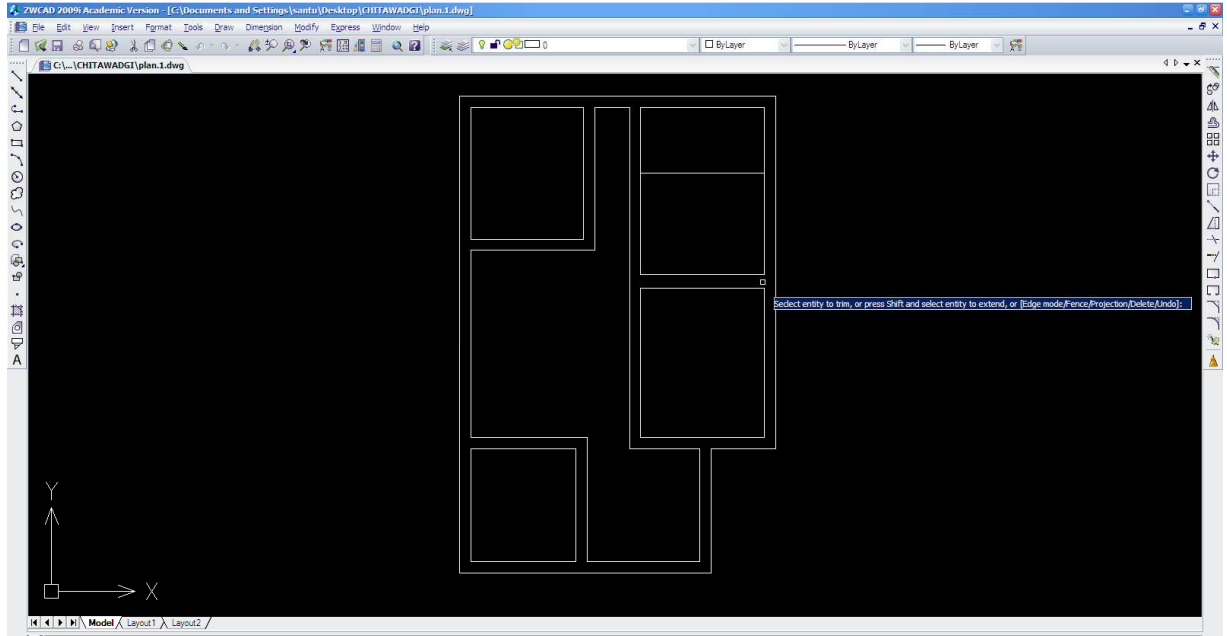 ZWCAD 2009i Academic Version - [C:\Documents and Settings\santu\Desktop\CHITAWADGI\plan.1.dwg]
File Edit View Insert Format Tools Draw Dimension Modify Express Window Help
0 ByLayer ByLayer ByLayer
C:\...\CHITAWADGI\plan.1.dwg
A
Seclect entity to trim, or press Shift and select entity to extend, or [Edge mode/Fence/Projection/Delete/Undo]:
Y
X
Model Layout1 Layout2